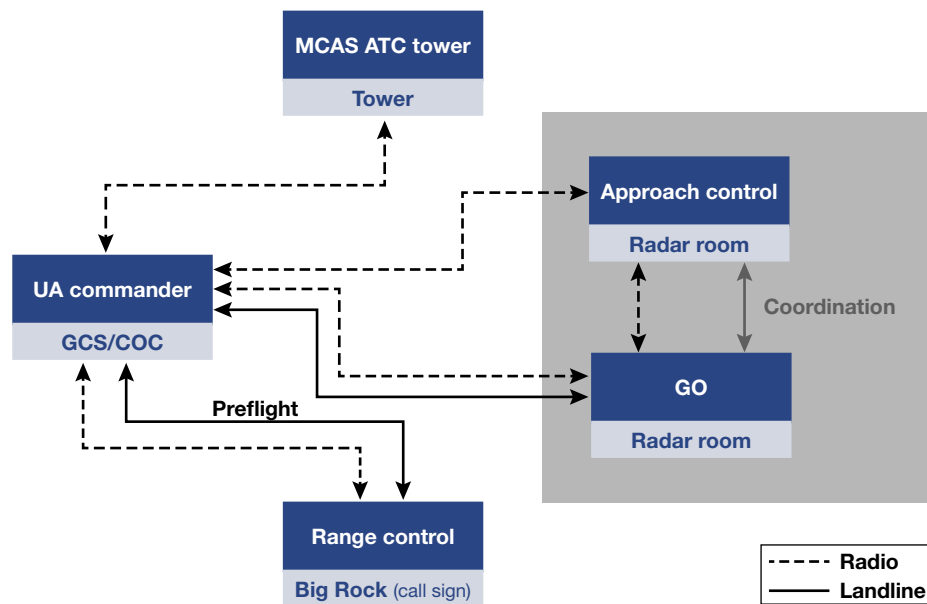 MCAS ATC tower
Tower
Approach control
Radar room
UA commander
GCS/COC
Coordination
GO
Radar room
Preflight
Range control
Big Rock (call sign)
Radio
Landline